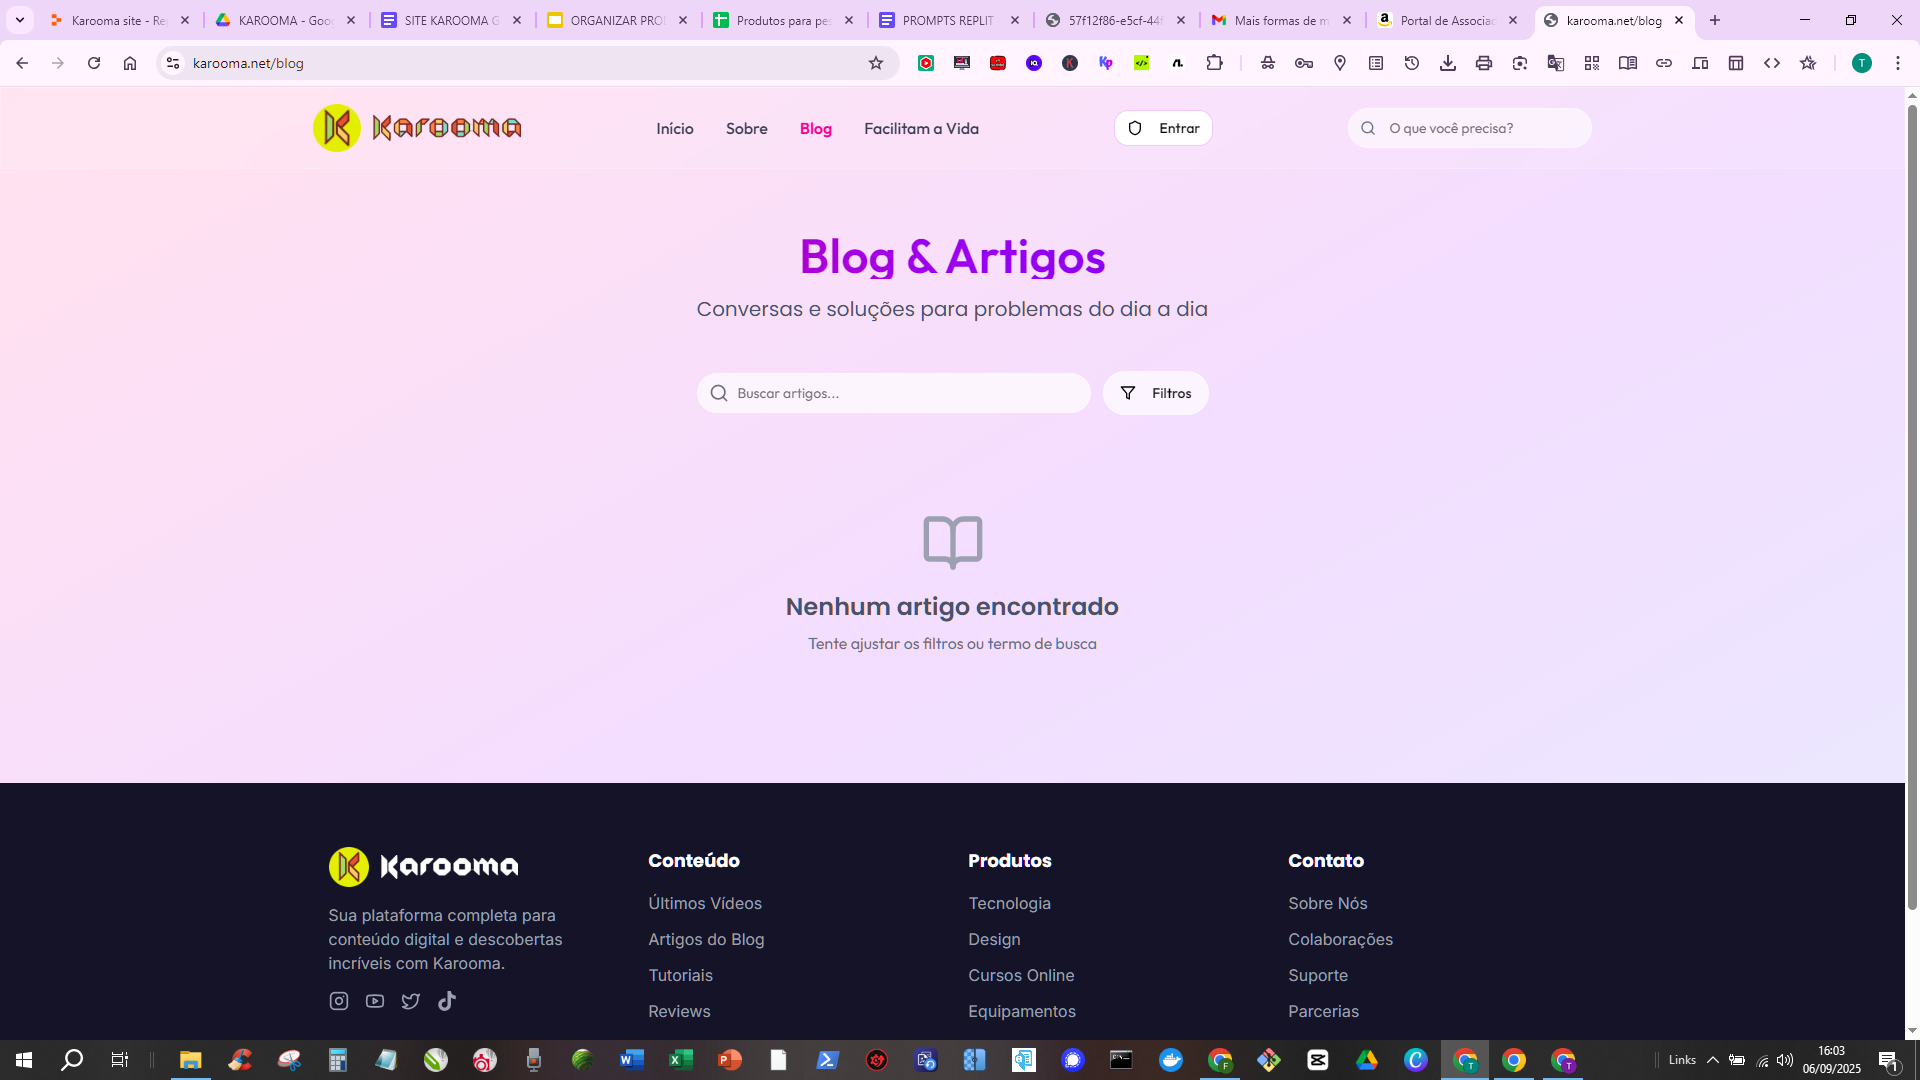 Karooma site - Re
KAROOMA - Goo
SITE KAROOMA G
ORGANIZAR PRO
Produtos para pes
PROMPTS REPLIT
57f12f86-e5cf-44f
Mais formas de m
Portal de Associac
karooma.net/blog
karooma.net/blog
Karooma
Início
Sobre
Blog
Facilitam a Vida
Entrar
O que você precisa?
Blog & Artigos
Conversas e soluções para problemas do dia a dia
Buscar artigos...
Filtros
Nenhum artigo encontrado
Tente ajustar os filtros ou termo de busca
Karooma
Sua plataforma completa para
conteúdo digital e descobertas
incríveis com Karooma.
Conteúdo
Últimos Vídeos
Artigos do Blog
Tutoriais
Reviews
Produtos
Tecnologia
Design
Cursos Online
Equipamentos
Contato
Sobre Nós
Colaborações
Suporte
Parcerias
Links
16:03
06/09/2025